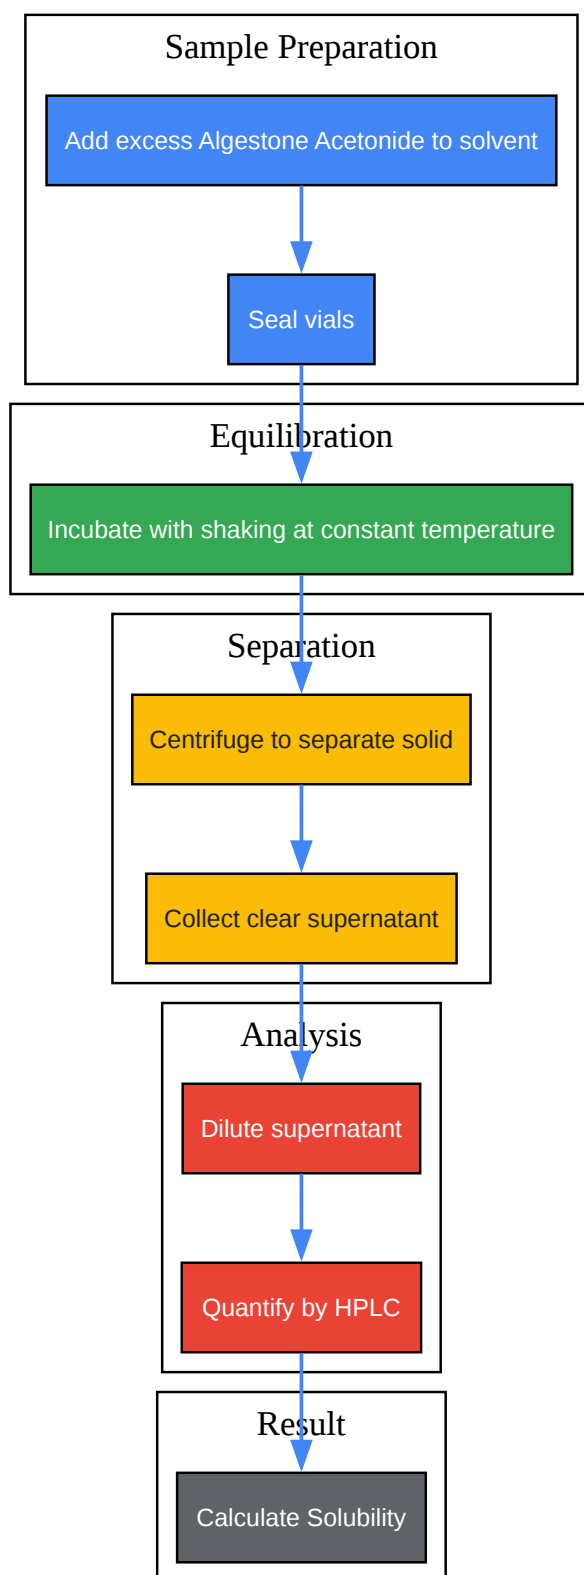 Sample Preparation
Add excess Algestone Acetonide to solvent
Seal vials
Equilibration
Incubate with shaking at constant temperature
Separation
Centrifuge to separate solid
Collect clear supernatant
Analysis
Dilute supernatant
Quantify by HPLC
Result
Calculate Solubility